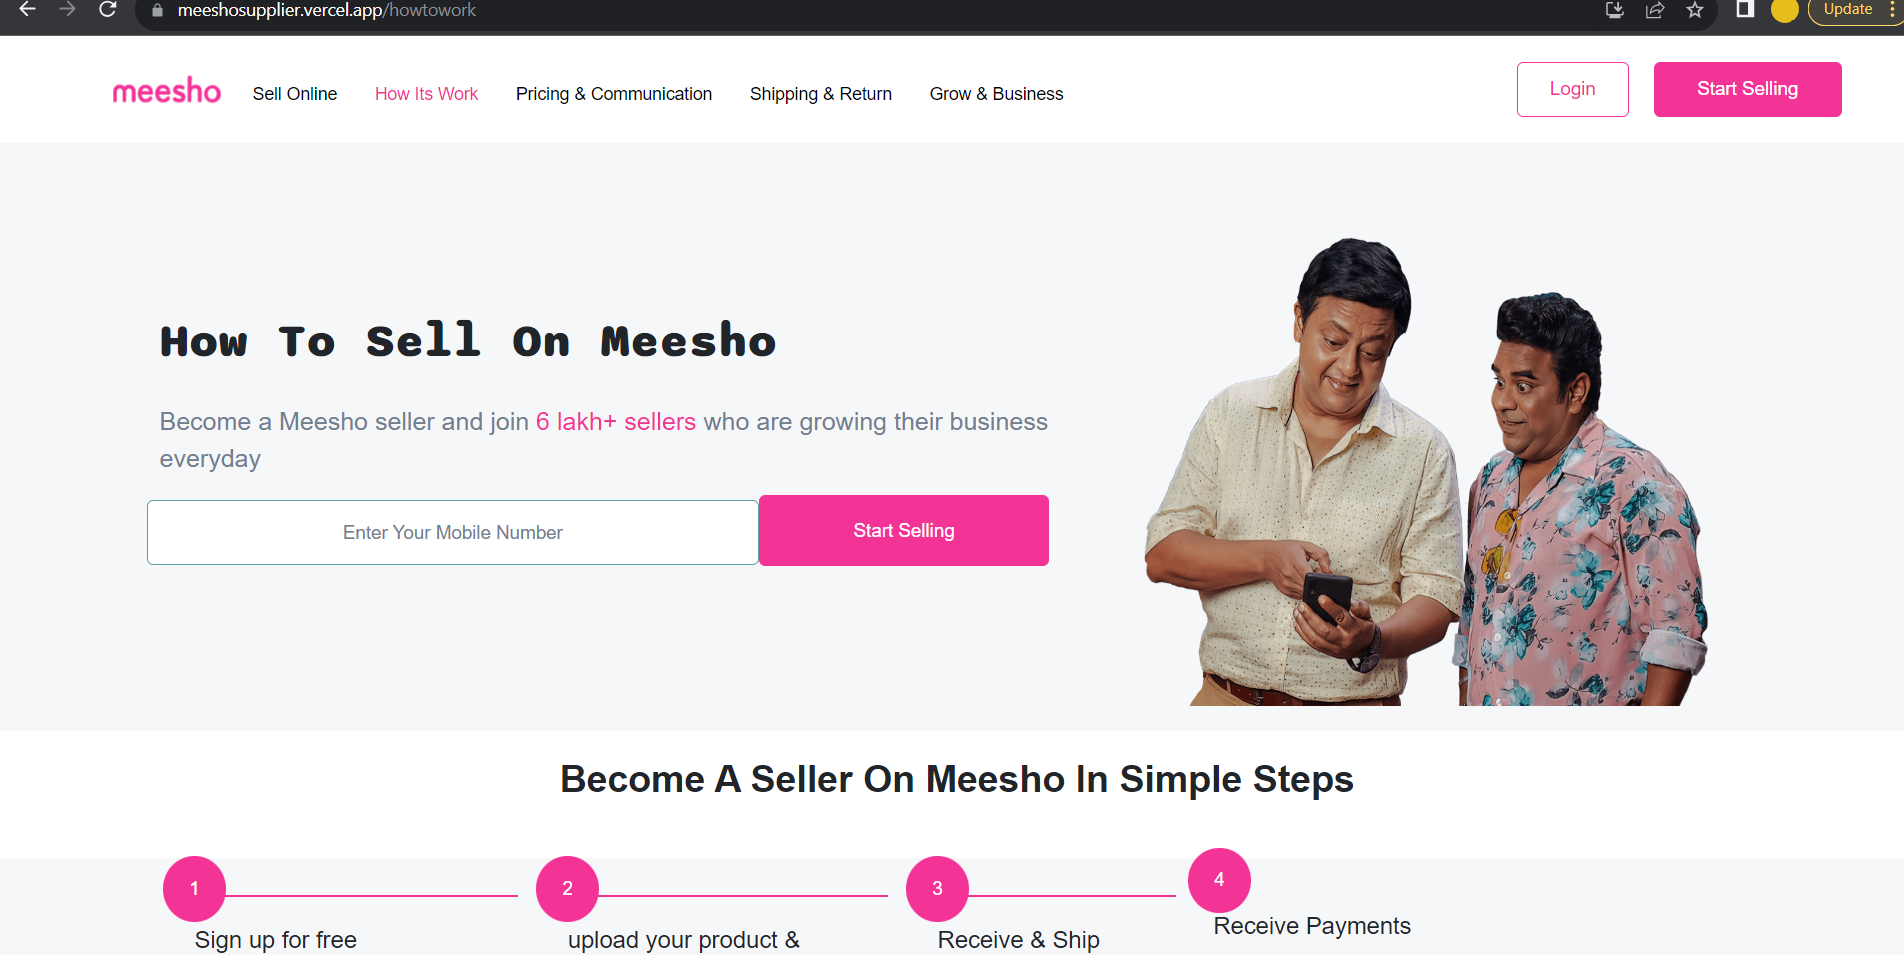 meeshosupplier.vercel.app/howtowork
Update
meesho
Sell Online
How Its Work
Pricing & Communication
Shipping & Return
Grow & Business
Login
Start Selling
How To Sell On Meesho
Become a Meesho seller and join 6 lakh+ sellers who are growing their business
everyday
Enter Your Mobile Number
Start Selling
Become A Seller On Meesho In Simple Steps
1
2
3
4
Sign up for free
upload your product &
Receive & Ship
Receive Payments